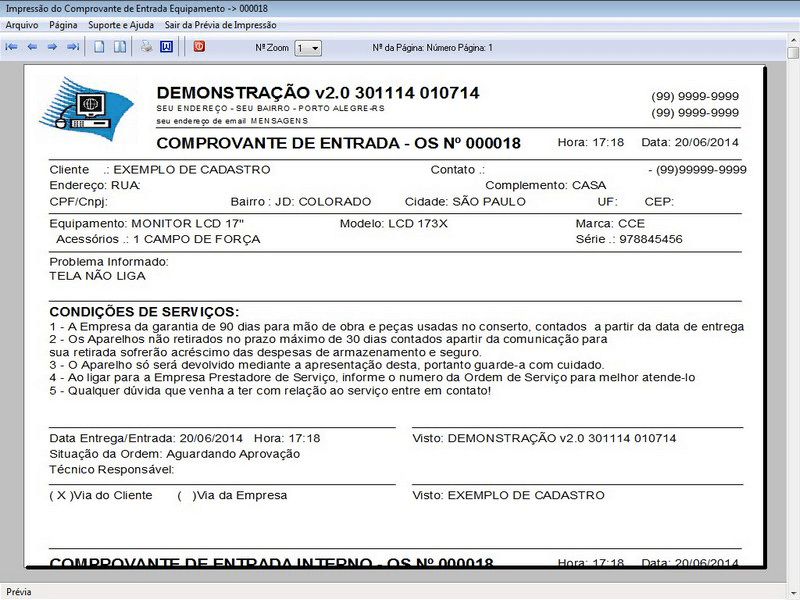 Impressão do Comprovante de Entrada Equipamento -> 000018
Arquivo Página Suporte e Ajuda Sair da Prévia de Impressão
NºZoom 1 Nº da Página: Número Página: 1
DEMONSTRAÇÃO v2.0 301114 010714
(99) 9999-9999
SEU ENDEREÇO - SEU BAIRRO - PORTO ALEGRE-RS
(99) 9999-9999
seu endereço de email MENSAGENS
COMPROVANTE DE ENTRADA - OS Nº 000018 Hora: 17:18 Data: 20/06/2014
Cliente .: EXEMPLO DE CADASTRO Contato .: - (99)99999-9999
Endereço: RUA: Complemento: CASA
CPF/Cnpj: Bairro : JD: COLORADO Cidade: SÃO PAULO UF: CEP:
Equipamento: MONITOR LCD 17" Modelo: LCD 173X Marca: CCE
Acessórios .: 1 CAMPO DE FORÇA Série .: 978845456
Problema Informado:
TELA NÃO LIGA
CONDIÇÕES DE SERVIÇOS:
1 - A Empresa da garantia de 90 dias para mão de obra e peças usadas no conserto, contados a partir da data de entrega
2 - Os Aparelhos não retirados no prazo máximo de 30 dias contados apartir da comunicação para
sua retirada sofrerão acréscimo das despesas de armazenamento e seguro.
3 - O Aparelho só será devolvido mediante a apresentação desta, portanto guarde-a com cuidado.
4 - Ao ligar para a Empresa Prestadore de Serviço, informe o numero da Ordem de Serviço para melhor atende-lo
5 - Qualquer dúvida que venha a ter com relação ao serviço entre em contato!
Data Entrega/Entrada: 20/06/2014 Hora: 17:18 Visto: DEMONSTRAÇÃO v2.0 301114 010714
Situação da Ordem: Aguardando Aprovação
Técnico Responsável:
( X )Via do Cliente ( )Via da Empresa Visto: EXEMPLO DE CADASTRO
COMPROVANTE DE ENTRADA INTERNO - OS Nº 000018 Hora: 17:18 Data: 20/06/2014
Prévia